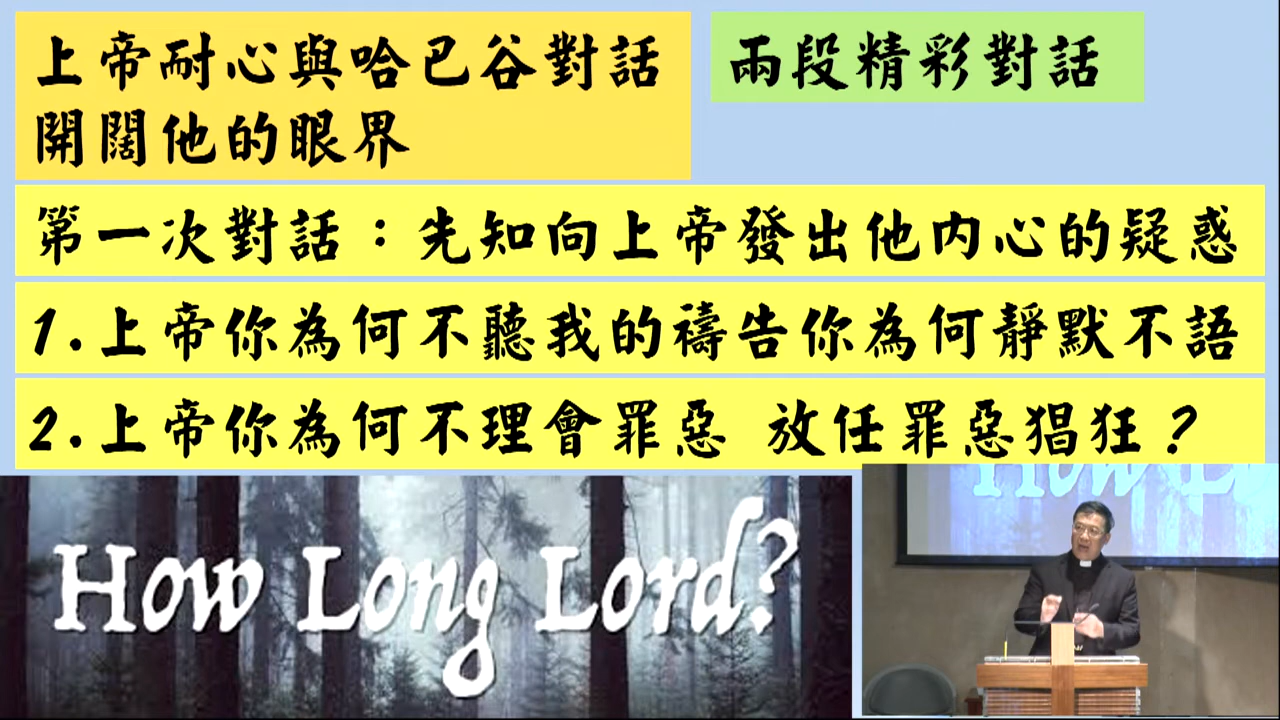 上帝耐心與哈巴谷對話
開闊他的眼界
兩段精彩對話
第一次對話：先知向上帝發出他內心的疑惑
1.上帝你為何不聽我的禱告你為何靜默不語
2.上帝你為何不理會罪惡 放任罪惡猖狂？
How Long Lord?
How L